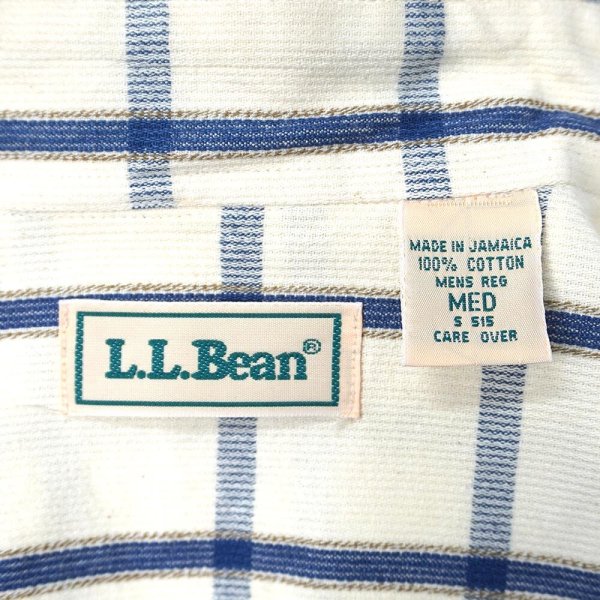 MADE IN JAMAICA
100% COTTON
MENS REG
MED
S 515
CARE OVER
L.L.Bean®